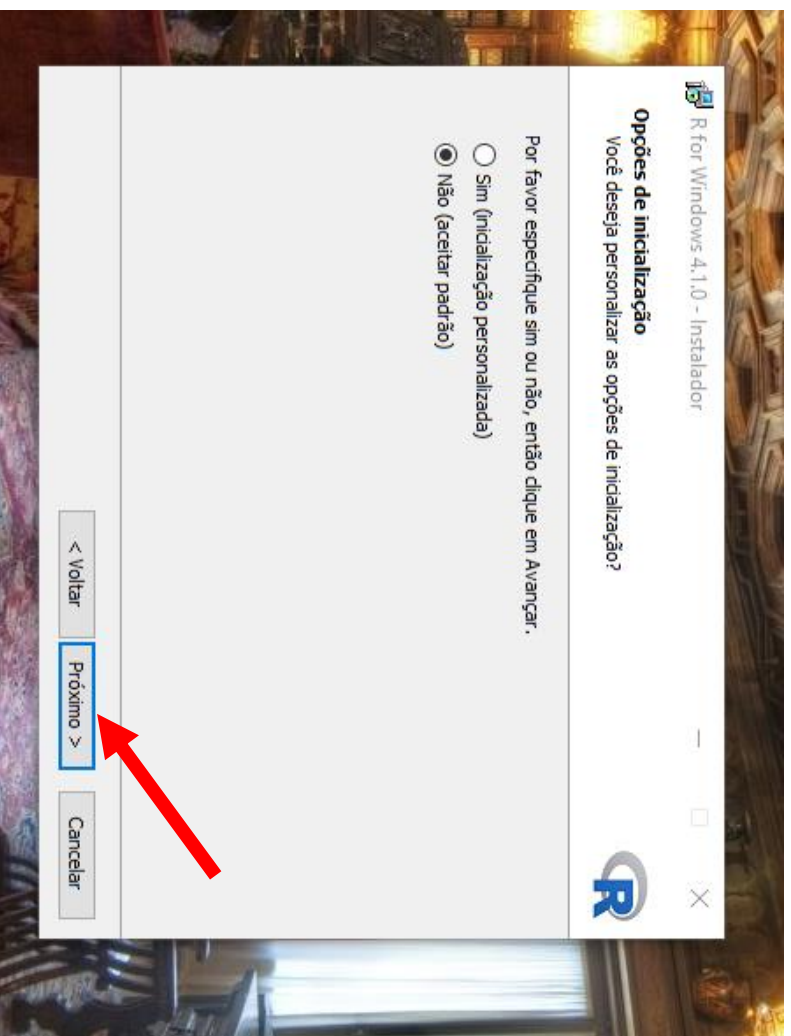 R for Windows 4.1.0 - Instalador
Opções de inicialização
Você deseja personalizar as opções de inicialização?
R
Por favor especifique sim ou não, então clique em Avançar.
Sim (inicialização personalizada)
Não (aceitar padrão)
< Voltar
Próximo >
Cancelar